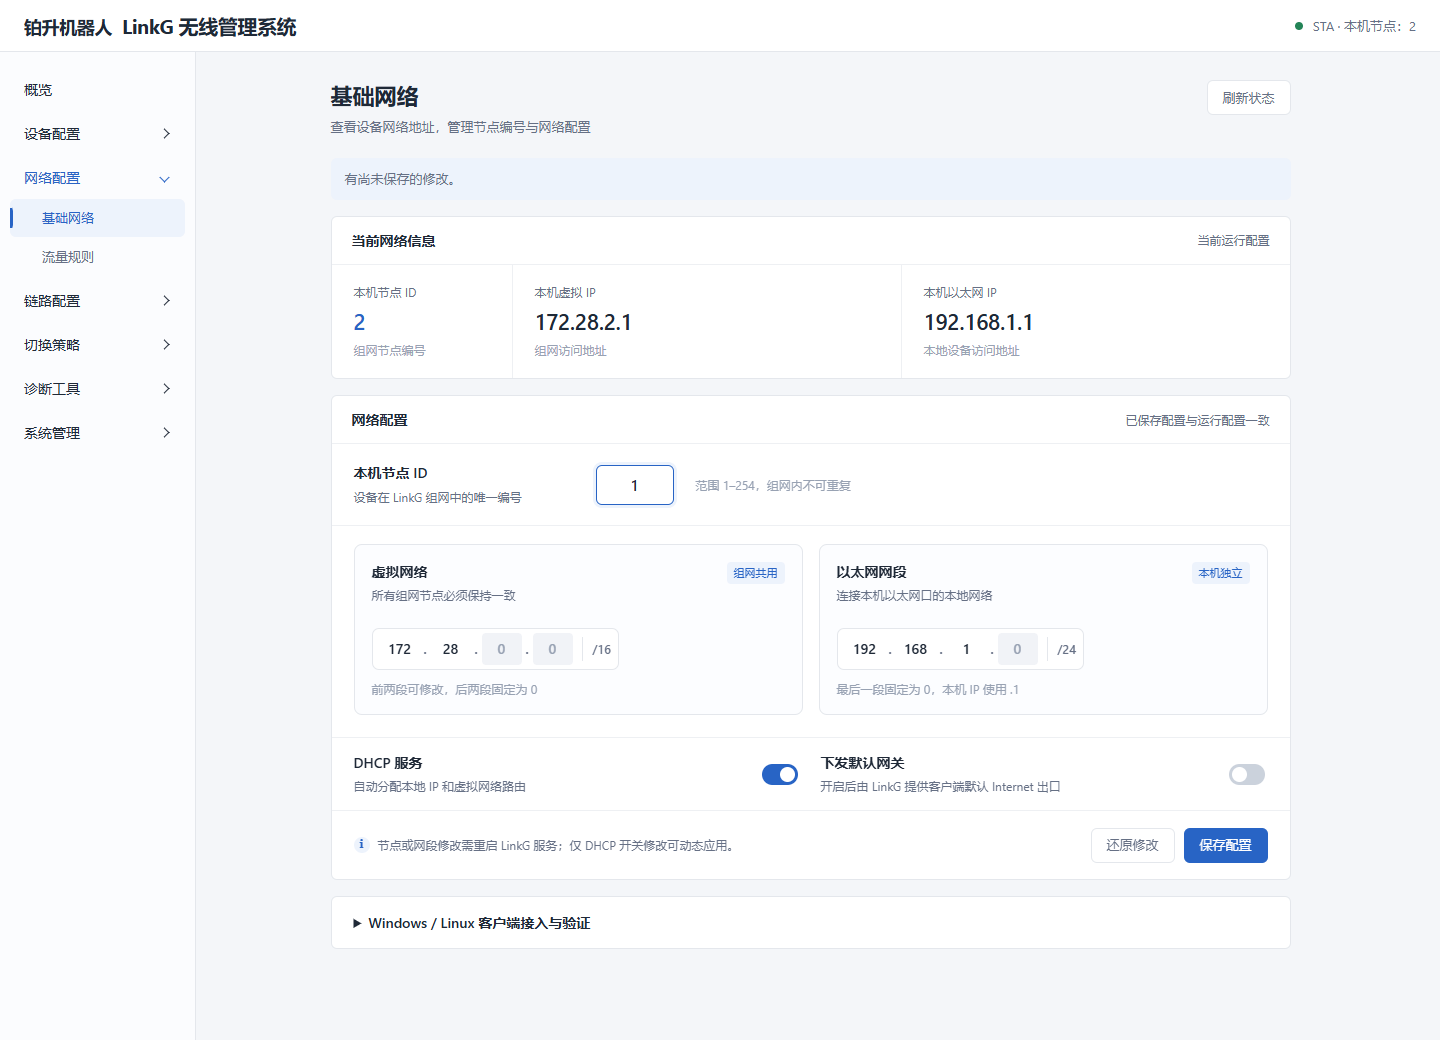 铂升机器人 LinkG 无线管理系统
STA · 本机节点：2
概览
设备配置
网络配置
基础网络
流量规则
链路配置
切换策略
诊断工具
系统管理
基础网络
刷新状态
查看设备网络地址，管理节点编号与网络配置
有尚未保存的修改。
当前网络信息
当前运行配置
本机节点 ID
2
组网节点编号
本机虚拟 IP
172.28.2.1
组网访问地址
本机以太网 IP
192.168.1.1
本地设备访问地址
网络配置
已保存配置与运行配置一致
本机节点 ID
设备在 LinkG 组网中的唯一编号
1
范围 1–254，组网内不可重复
虚拟网络
组网共用
所有组网节点必须保持一致
172 . 28 . 0 . 0 /16
前两段可修改，后两段固定为 0
以太网网段
本机独立
连接本机以太网口的本地网络
192 . 168 . 1 . 0 /24
最后一段固定为 0，本机 IP 使用 .1
DHCP 服务
自动分配本地 IP 和虚拟网络路由
下发默认网关
开启后由 LinkG 提供客户端默认 Internet 出口
节点或网段修改需重启 LinkG 服务；仅 DHCP 开关修改可动态应用。
还原修改
保存配置
Windows / Linux 客户端接入与验证